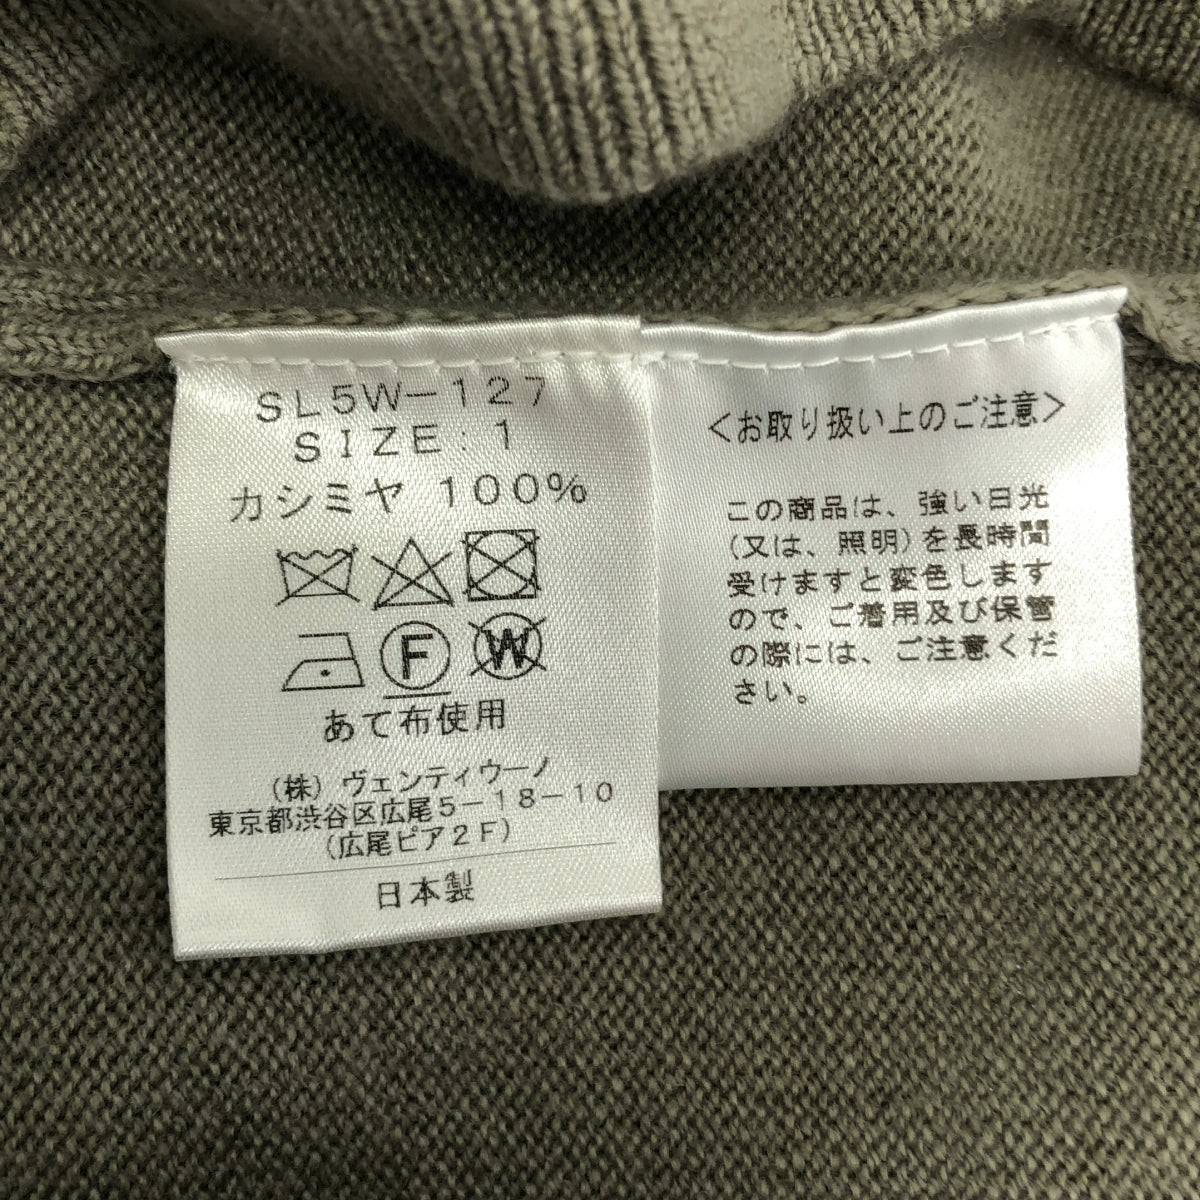 SL5W-127
SIZE:1
カシミヤ 100%
F
W
あて布使用
(株)ヴェンティウーノ
東京都渋谷区広尾5-18-10
(広尾ピア2F)
日本製
<お取り扱い上のご注意>
この商品は、強い日光
(又は、照明)を長時間
受けますと変色します
ので、ご着用及び保管
の際には、ご注意くだ
さい。